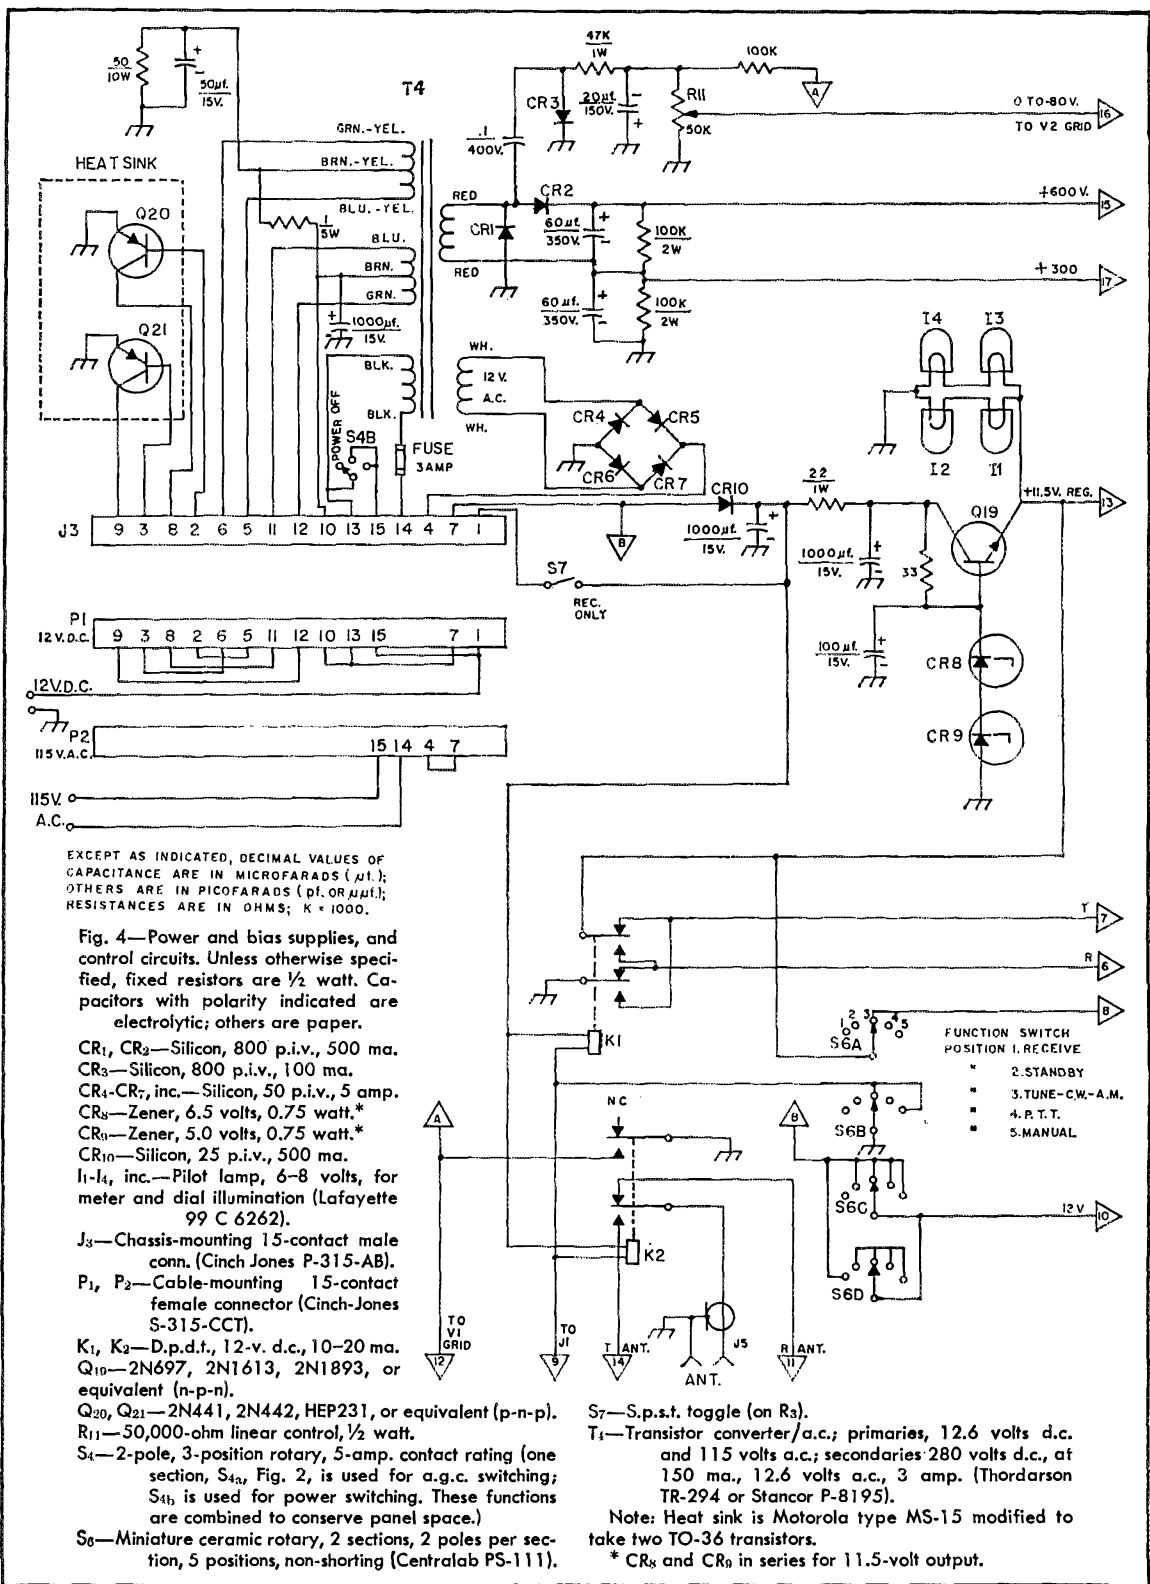 50
10W
+
-
50µf.
15V.
T4
47K
1W
100K
CR3
20µf.
150V.
-
+
R11
50K
A
0 TO-80V.
TO V2 GRID
16
.1
400V.
GRN.-YEL.
BRN.-YEL.
BLU.-YEL.
HEAT SINK
Q20
Q21
1
5W
BLU.
BRN.
GRN.
+
-
1000µf.
15V.
RED
RED
CR2
CR1
+600V.
15
60µf.
350V.
+
-
100K
2W
+300
17
60µf.
350V.
+
-
100K
2W
I4
I3
I2
I1
BLK.
BLK.
WH.
12V.
A.C.
WH.
POWER OFF
S4B
FUSE
3AMP
CR4
CR5
CR6
CR7
CR10
22
1W
+11.5V. REG.
13
Q19
J3
9 3 8 2 6 5 11 12 10 13 15 14 4 7 1
B
1000µf.
15V.
+
-
1000µf.
15V.
+
-
33
S7
REC.
ONLY
100µf.
15V.
+
-
CR8
CR9
P1
12V.D.C.
9 3 8 2 6 5 11 12 10 13 15 7 1
12V.D.C.
P2
115V.A.C.
15 14 4 7
115V.
A.C.
EXCEPT AS INDICATED, DECIMAL VALUES OF
CAPACITANCE ARE IN MICROFARADS (µf.);
OTHERS ARE IN PICOFARADS (pf. OR µµf.);
RESISTANCES ARE IN OHMS; K = 1000.
T
7
R
6
8
K1
1 2 3 4 5
S6A
FUNCTION SWITCH
POSITION 1. RECEIVE
" 2. STANDBY
" 3. TUNE-C.W.-A.M.
" 4. P.T.T.
" 5. MANUAL
A
NC
B
S6B
S6C
12V
10
K2
S6D
TO
V1
GRID
12
TO
J1
9
T ANT.
14
J5
ANT.
R ANT.
11
Fig. 4—Power and bias supplies, and
control circuits. Unless otherwise speci-
fied, fixed resistors are ½ watt. Ca-
pacitors with polarity indicated are
electrolytic; others are paper.
CR1, CR2—Silicon, 800 p.i.v., 500 ma.
CR3—Silicon, 800 p.i.v., 100 ma.
CR4-CR7, inc.—Silicon, 50 p.i.v., 5 amp.
CR8—Zener, 6.5 volts, 0.75 watt.*
CR9—Zener, 5.0 volts, 0.75 watt.*
CR10—Silicon, 25 p.i.v., 500 ma.
I1-I4, inc.—Pilot lamp, 6–8 volts, for
meter and dial illumination (Lafayette
99 C 6262).
J3—Chassis-mounting 15-contact male
conn. (Cinch Jones P-315-AB).
P1, P2—Cable-mounting 15-contact
female connector (Cinch-Jones
S-315-CCT).
K1, K2—D.p.d.t., 12-v. d.c., 10–20 ma.
Q19—2N697, 2N1613, 2N1893, or
equivalent (n-p-n).
Q20, Q21—2N441, 2N442, HEP231, or equivalent (p-n-p).
R11—50,000-ohm linear control, ½ watt.
S4—2-pole, 3-position rotary, 5-amp. contact rating (one
section, S4a, Fig. 2, is used for a.g.c. switching;
S4b is used for power switching. These functions
are combined to conserve panel space.)
S6—Miniature ceramic rotary, 2 sections, 2 poles per sec-
tion, 5 positions, non-shorting (Centralab PS-111).
S7—S.p.s.t. toggle (on R3).
T4—Transistor converter/a.c.; primaries, 12.6 volts d.c.
and 115 volts a.c.; secondaries 280 volts d.c., at
150 ma., 12.6 volts a.c., 3 amp. (Thordarson
TR-294 or Stancor P-8195).
Note: Heat sink is Motorola type MS-15 modified to
take two TO-36 transistors.
* CR8 and CR9 in series for 11.5-volt output.